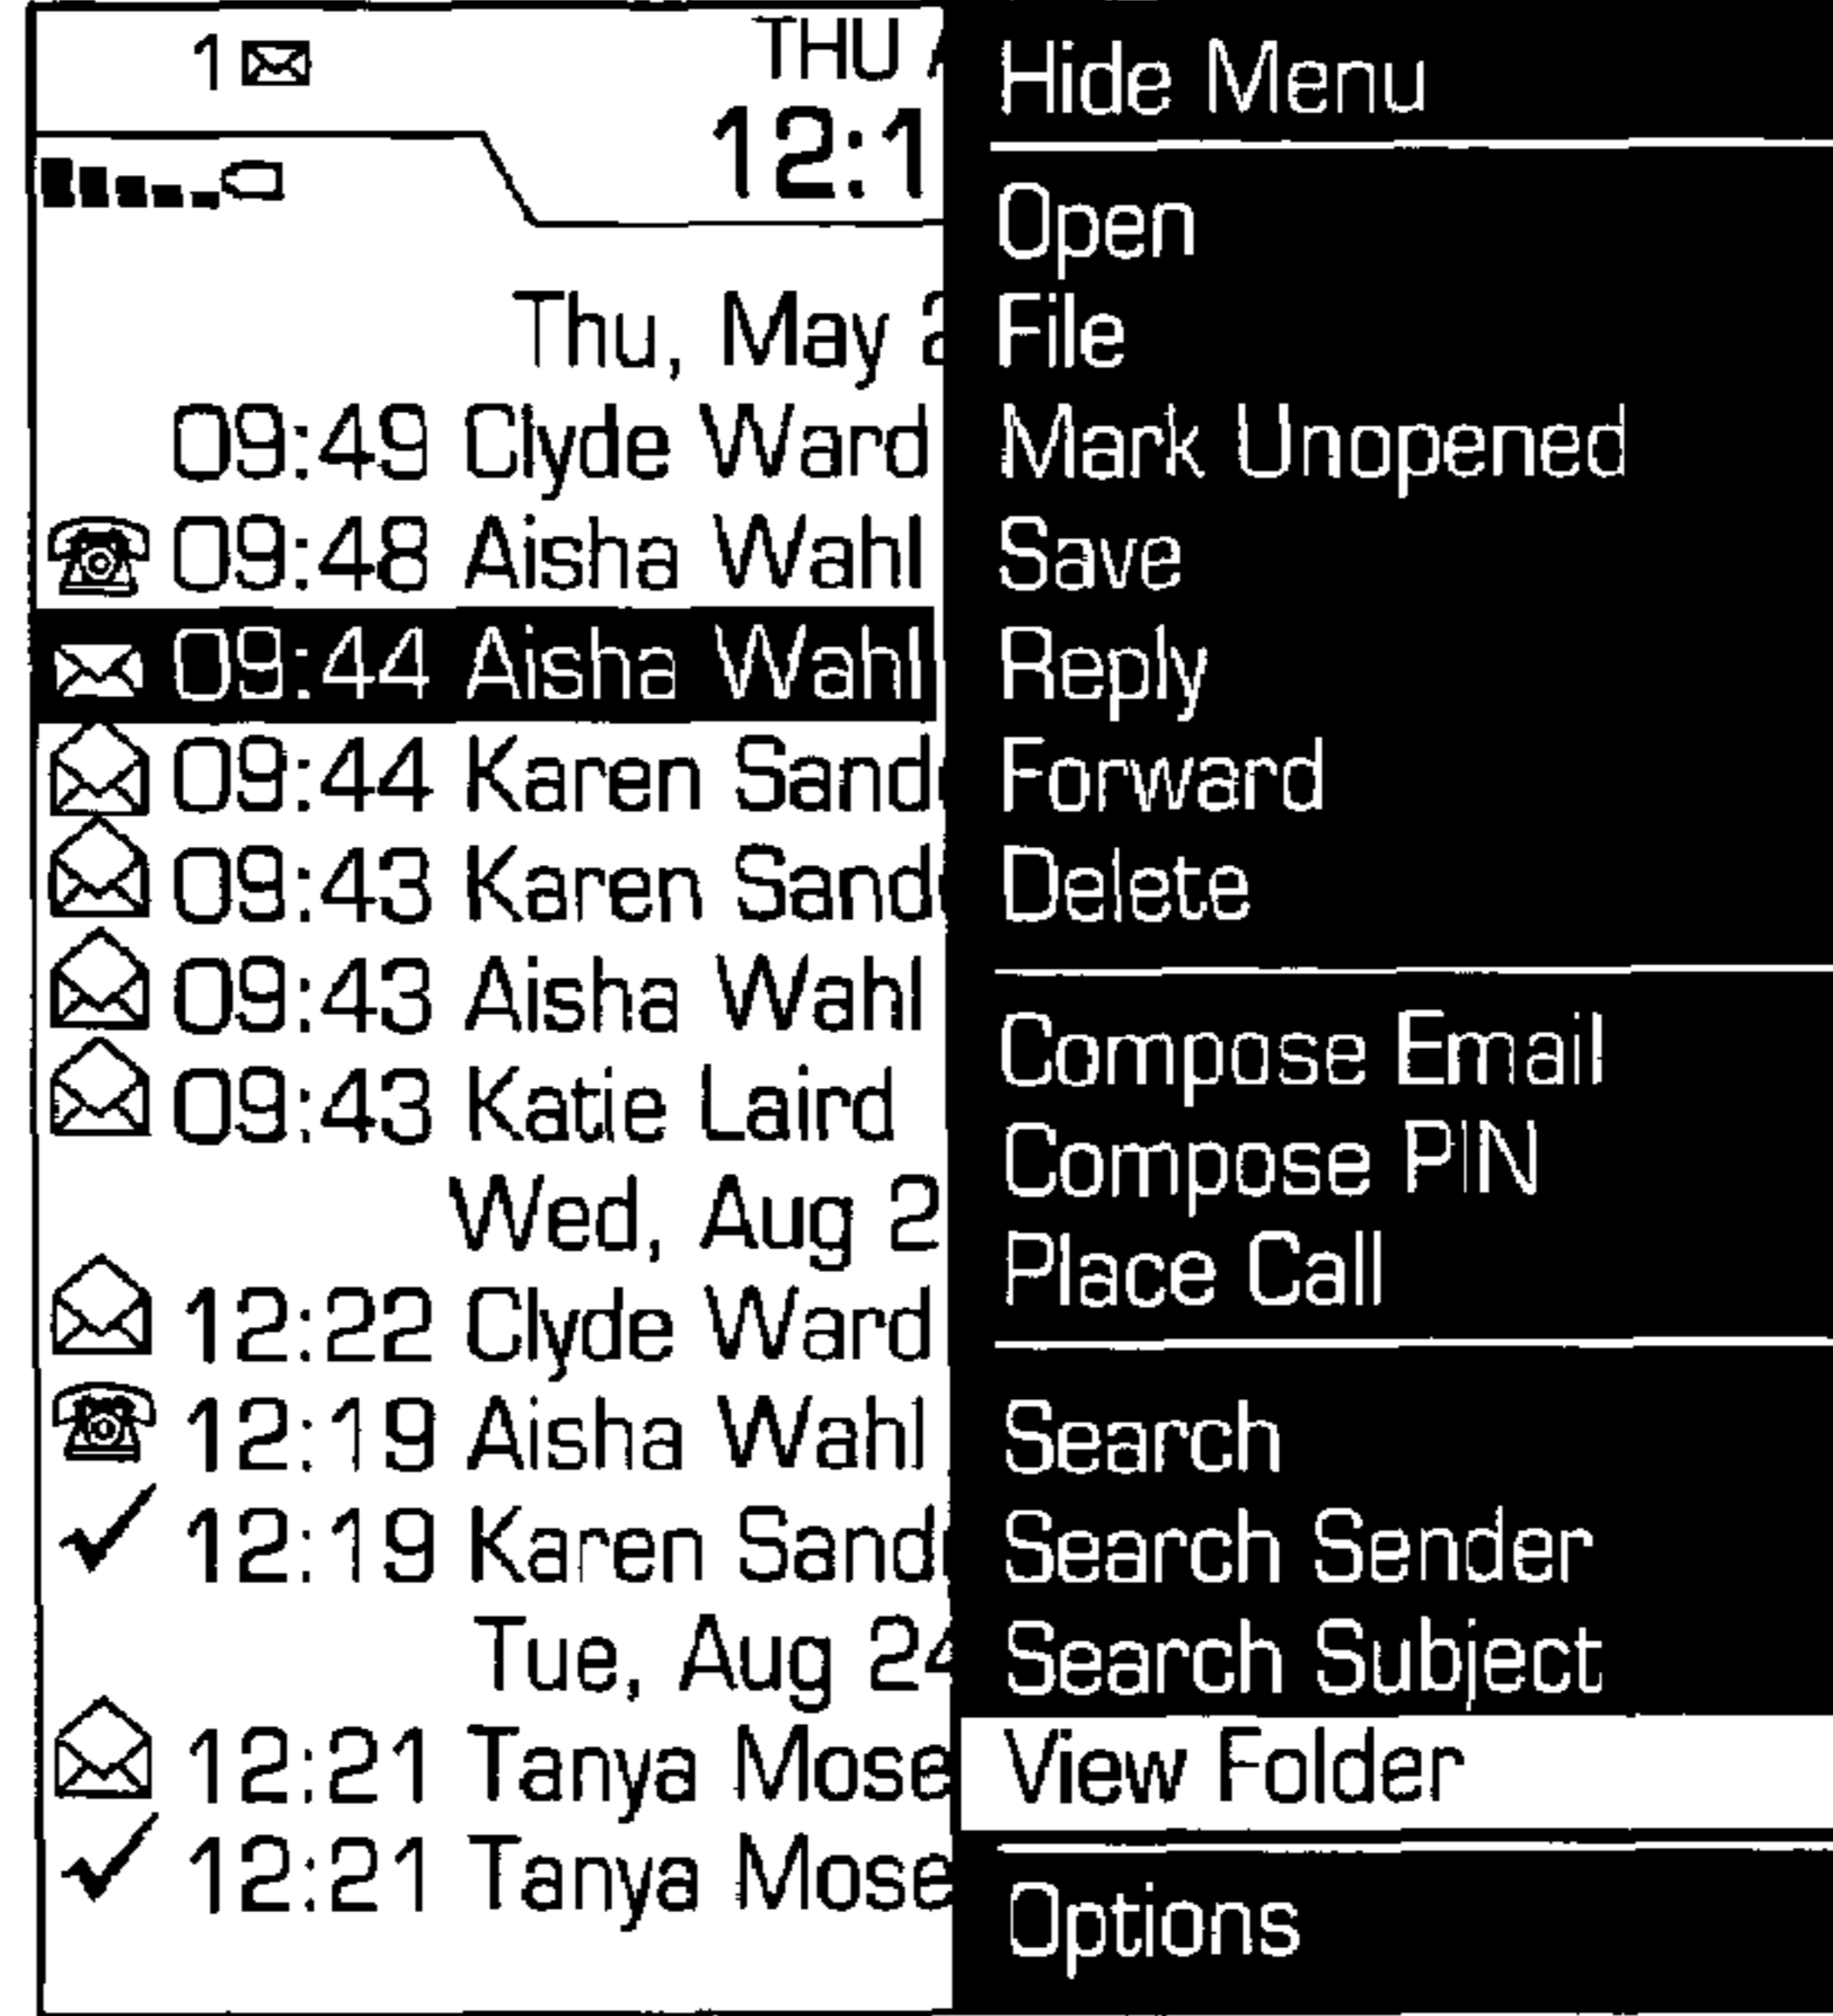 1
THU
12:1
Thu, May
09:49 Clyde Ward
09:48 Aisha Wahl
09:44 Aisha Wahl
09:44 Karen Sand
09:43 Karen Sand
09:43 Aisha Wahl
09:43 Katie Laird
Wed, Aug 2
12:22 Clyde Ward
12:19 Aisha Wahl
12:19 Karen Sand
Tue, Aug 24
12:21 Tanya Mose
12:21 Tanya Mose
Hide Menu
Open
File
Mark Unopened
Save
Reply
Forward
Delete
Compose Email
Compose PIN
Place Call
Search
Search Sender
Search Subject
View Folder
Options